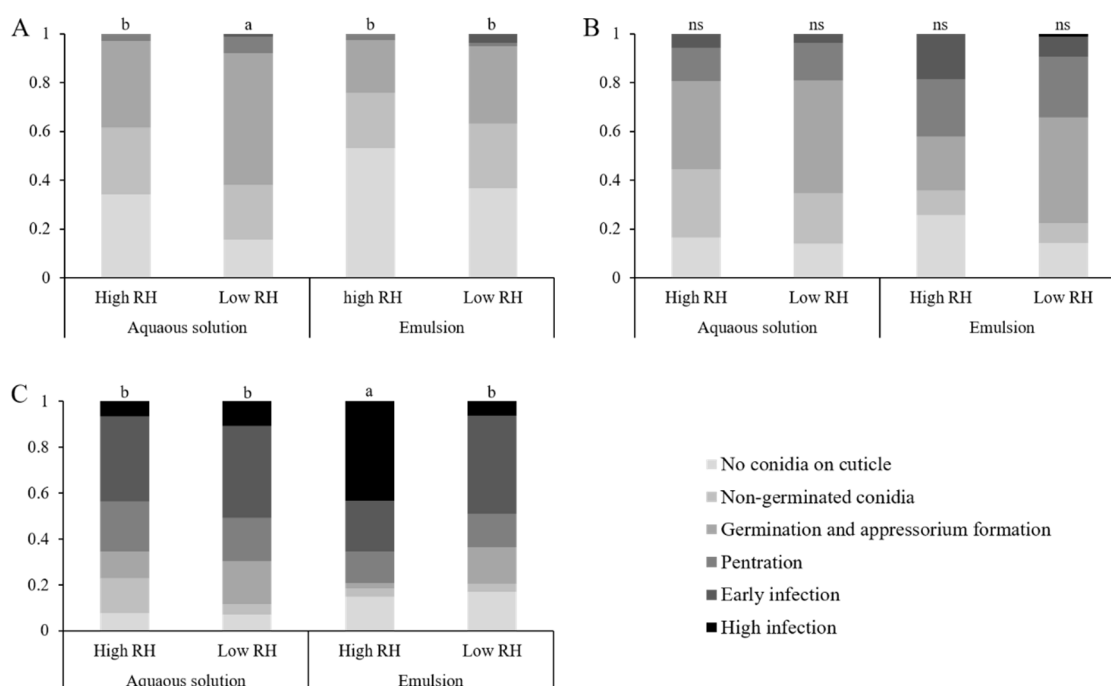 A
b a b b
1
0.8
0.6
0.4
0.2
0
High RH Low RH high RH Low RH
Aquaous solution Emulsion
B
ns ns ns ns
1
0.8
0.6
0.4
0.2
0
High RH Low RH High RH Low RH
Aquaous solution Emulsion
C
b b a b
1
0.8
0.6
0.4
0.2
0
High RH Low RH High RH Low RH
Aquaous solution Emulsion
No conidia on cuticle
Non-germinated conidia
Germination and appressorium formation
Pentration
Early infection
High infection